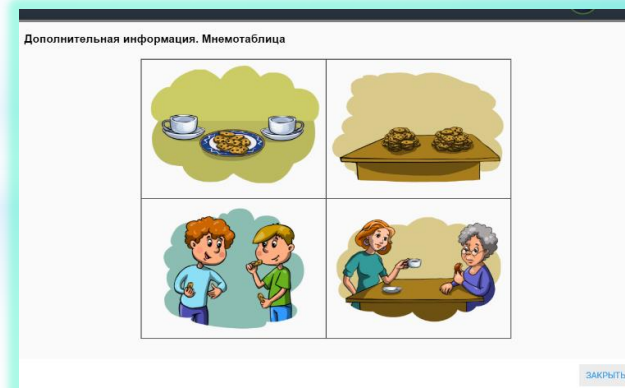 Дополнительная информация. Мнемотаблица
ЗАКРЫТЬ